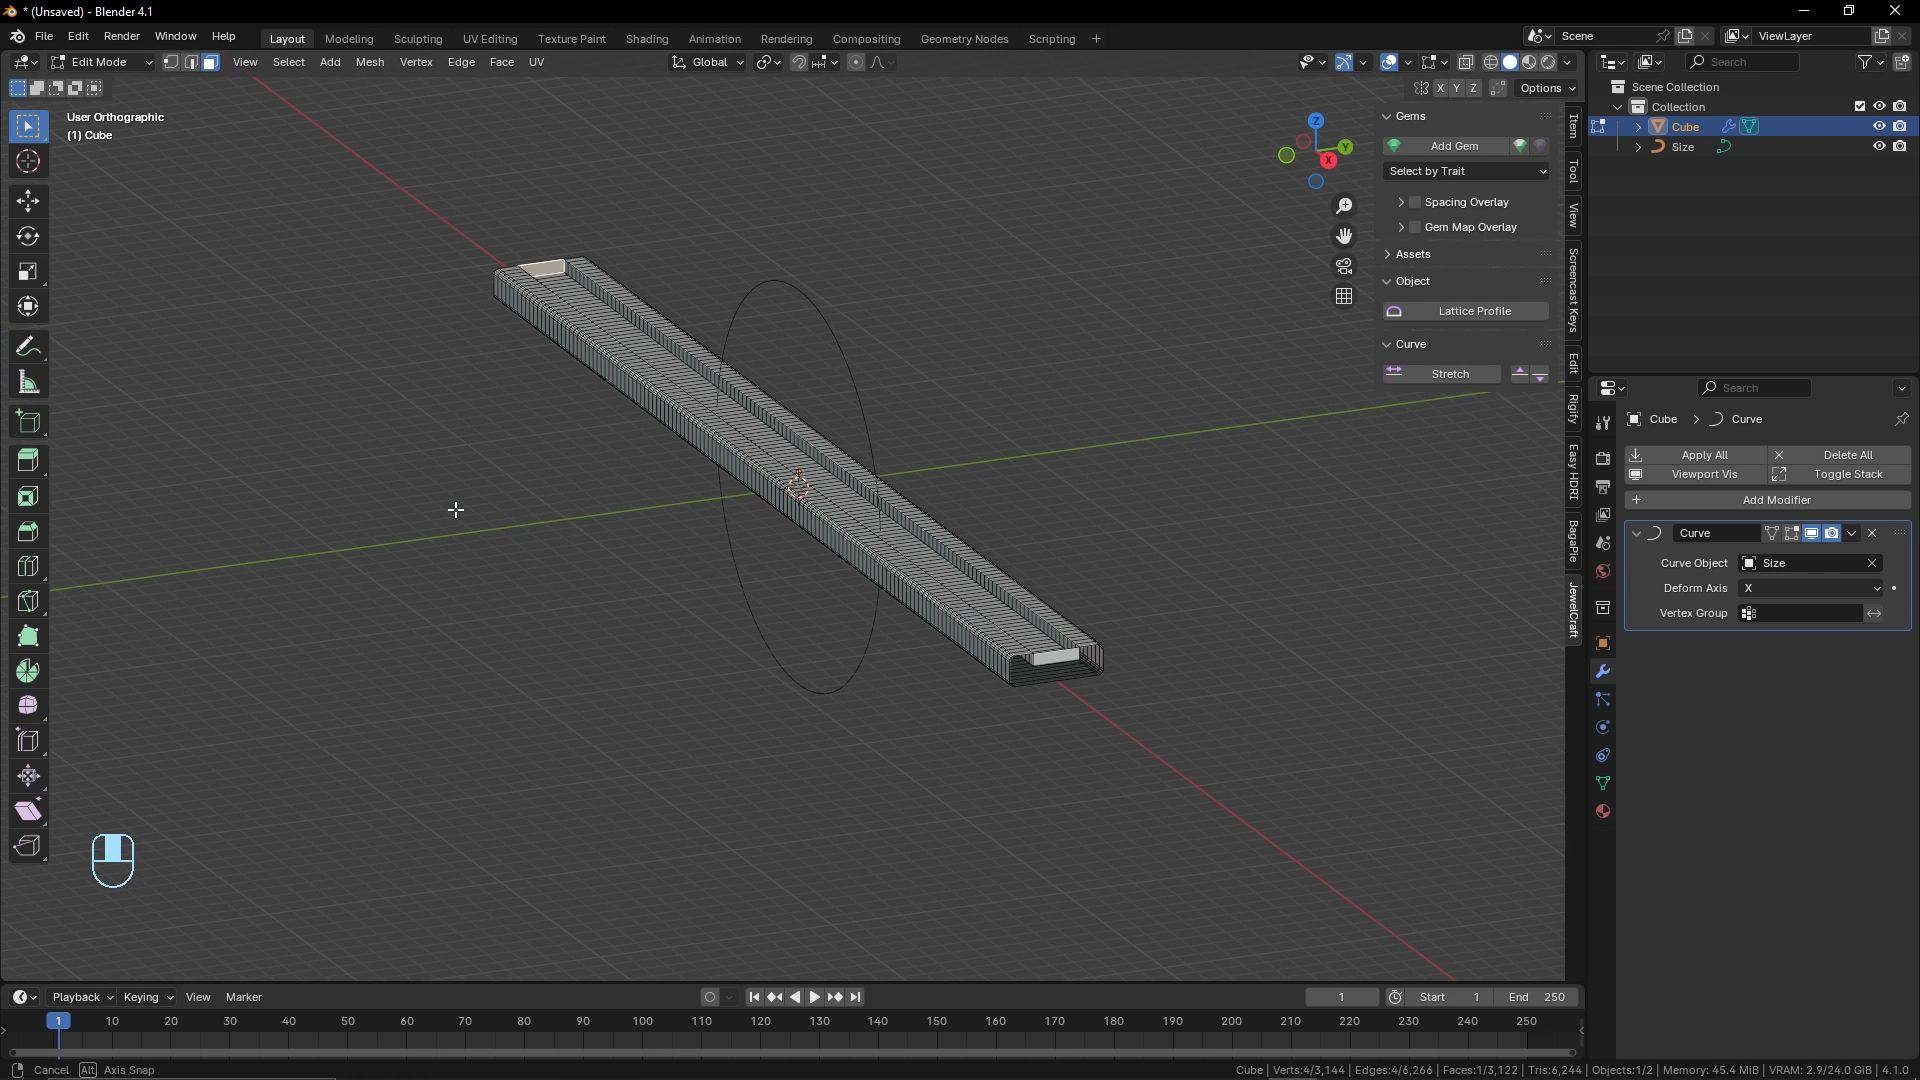 * (Unsaved) - Blender 4.1
File Edit Render Window Help
Layout Modeling Sculpting UV Editing Texture Paint Shading Animation Rendering Compositing Geometry Nodes Scripting +
Scene
ViewLayer
Edit Mode View Select Add Mesh Vertex Edge Face UV
Global
Search
X Y Z Options
Scene Collection
Collection
Cube
Size
User Orthographic
(1) Cube
Z
Y
X
Gems
Add Gem
Select by Trait
Spacing Overlay
Gem Map Overlay
Assets
Object
Lattice Profile
Curve
Stretch
Item
Tool
View
Screencast Keys
Edit
Rigify
Easy HDRI
BagaPie
JewelCraft
Search
Cube > Curve
Apply All Delete All
Viewport Vis Toggle Stack
Add Modifier
Curve
Curve Object Size
Deform Axis X
Vertex Group
Playback Keying View Marker
1 Start 1 End 250
1 10 20 30 40 50 60 70 80 90 100 110 120 130 140 150 160 170 180 190 200 210 220 230 240 250
Cancel Alt Axis Snap
Cube | Verts:4/3,144 | Edges:4/6,266 | Faces:1/3,122 | Tris:6,244 | Objects:1/2 | Memory: 45.4 MiB | VRAM: 2.9/24.0 GiB | 4.1.0